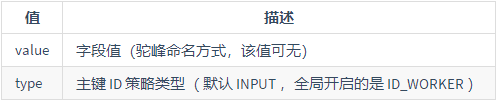 值 描述
value 字段值（驼峰命名方式，该值可无）
type 主键 ID 策略类型（ 默认 INPUT ，全局开启的是 ID_WORKER ）